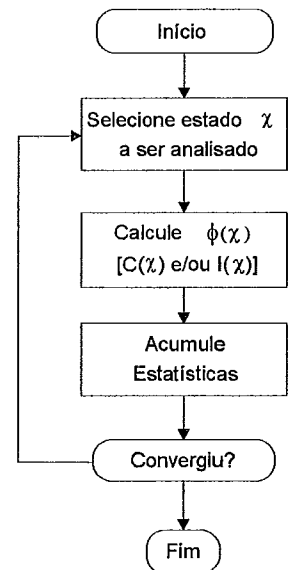 Início
Selecione estado χ
a ser analisado
Calcule ϕ(χ)
[C(χ) e/ou I(χ)]
Acumule
Estatísticas
Convergiu?
Fim